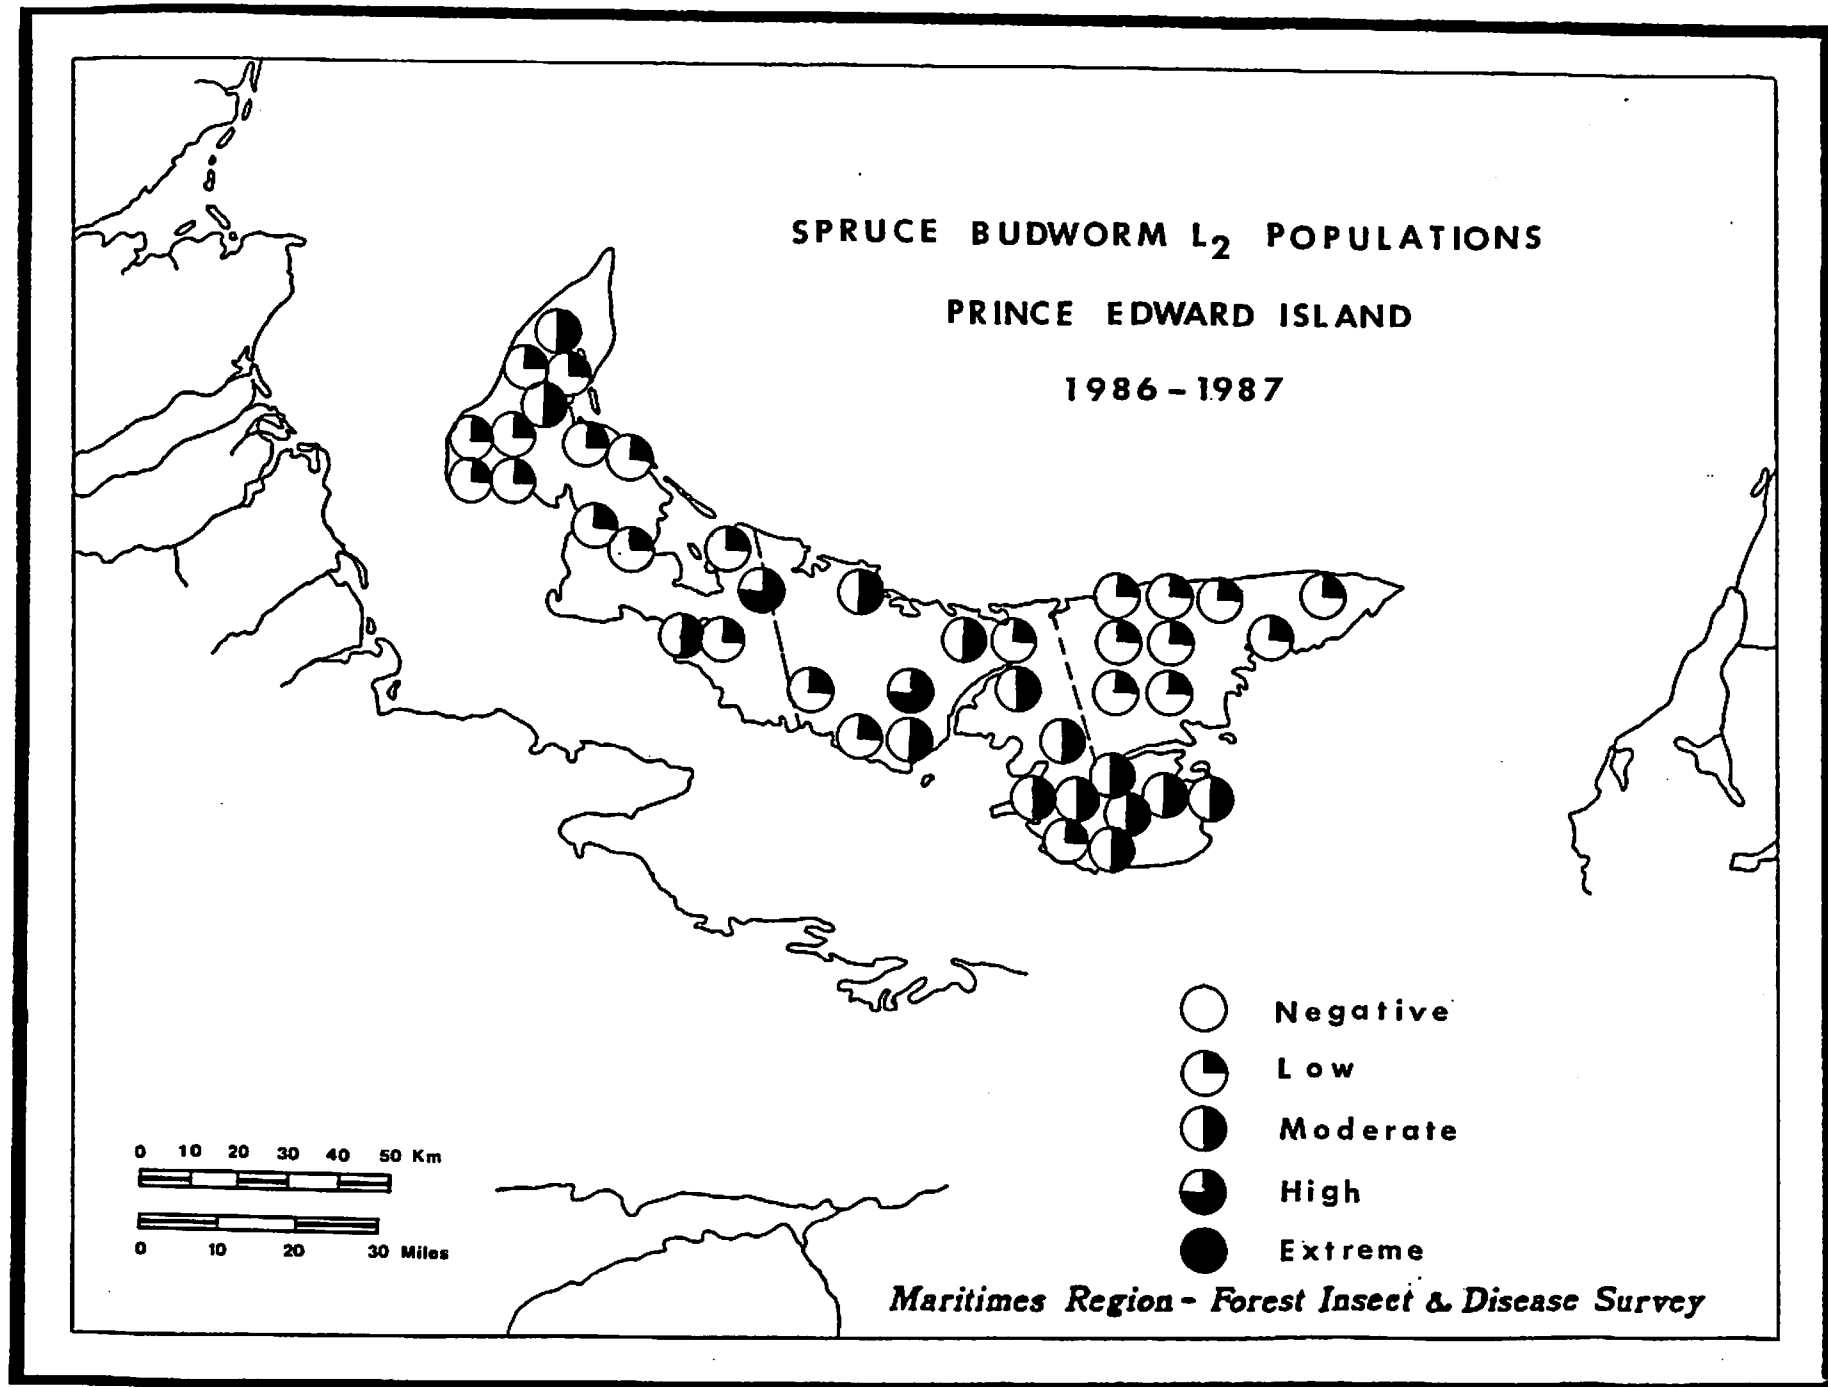 SPRUCE BUDWORM L2 POPULATIONS
PRINCE EDWARD ISLAND
1986-1987
Negative
Low
Moderate
High
Extreme
0 10 20 30 40 50 Km
0 10 20 30 Miles
Maritimes Region - Forest Insect & Disease Survey